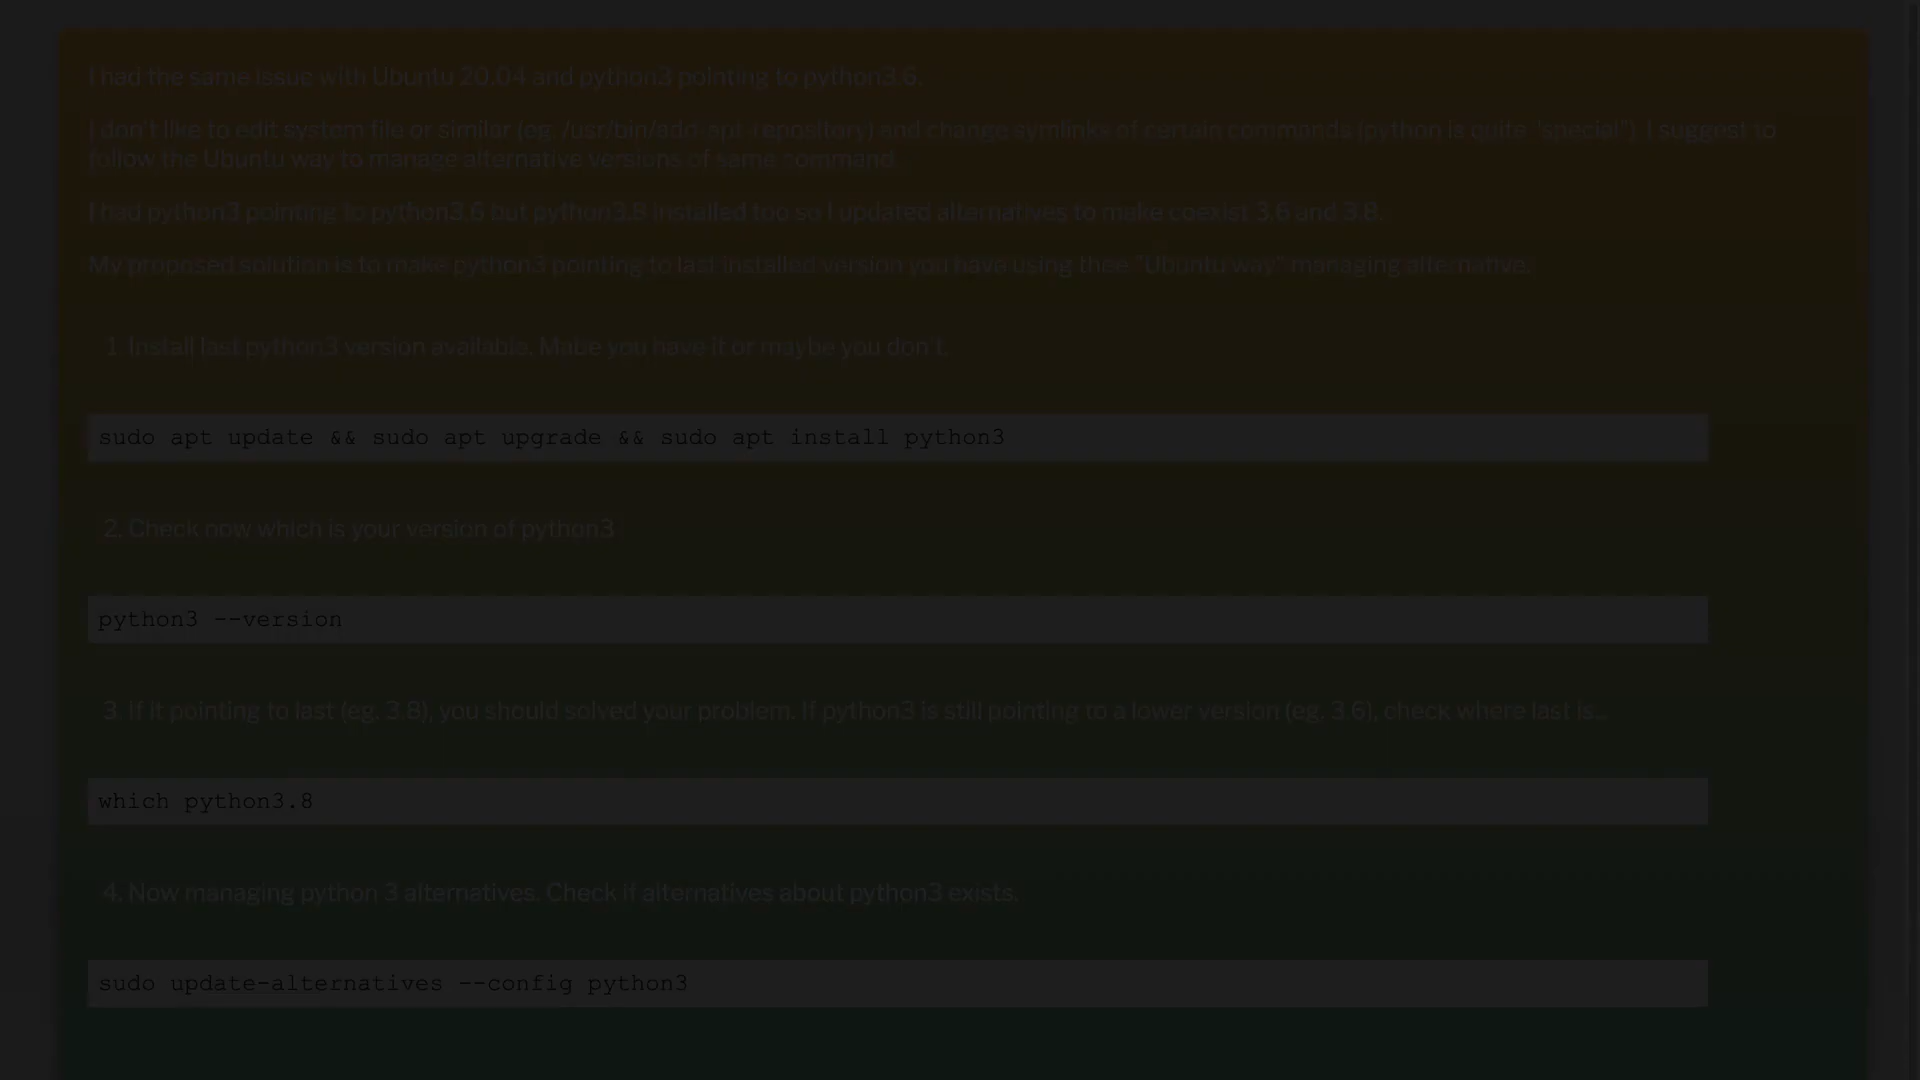 I had the same issue with Ubuntu 20.04 and python3 pointing to python3.6.
I don't like to edit system file or similar (eg. /usr/bin/add-apt-repository) and change symlinks of certain commands (python is quite "special"). I suggest to
follow the Ubuntu way to manage alternative versions of same command.
I had python3 pointing to python3.6 but python3.8 installed too so I updated alternatives to make coexist 3.6 and 3.8.
My proposed solution is to make python3 pointing to last installed version you have using thee "Ubuntu way" managing alternative.
1. Install last python3 version available. Mabe you have it or maybe you don't.
sudo apt update && sudo apt upgrade && sudo apt install python3
2. Check now which is your version of python3
python3 --version
3. If it pointing to last (eg. 3.8), you should solved your problem. If python3 is still pointing to a lower version (eg. 3.6), check where last is...
which python3.8
4. Now managing python 3 alternatives. Check if alternatives about python3 exists.
sudo update-alternatives --config python3